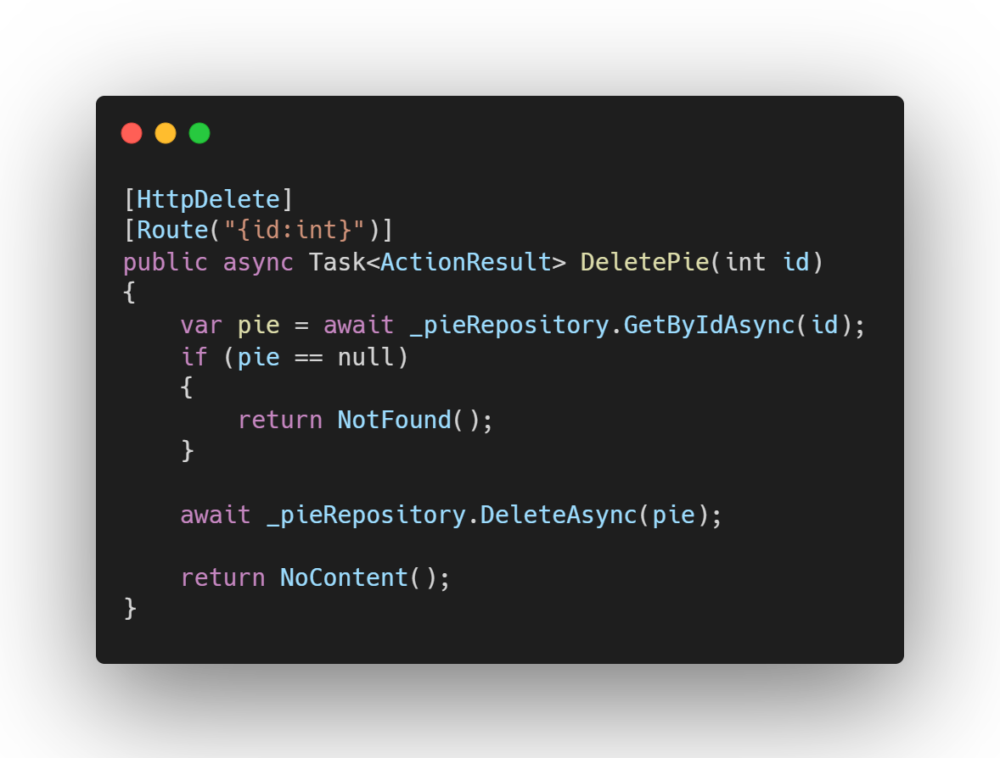 [HttpDelete]
[Route("{id:int}")]
public async Task<ActionResult> DeletePie(int id)
{
    var pie = await _pieRepository.GetByIdAsync(id);
    if (pie == null)
    {
        return NotFound();
    }

    await _pieRepository.DeleteAsync(pie);

    return NoContent();
}